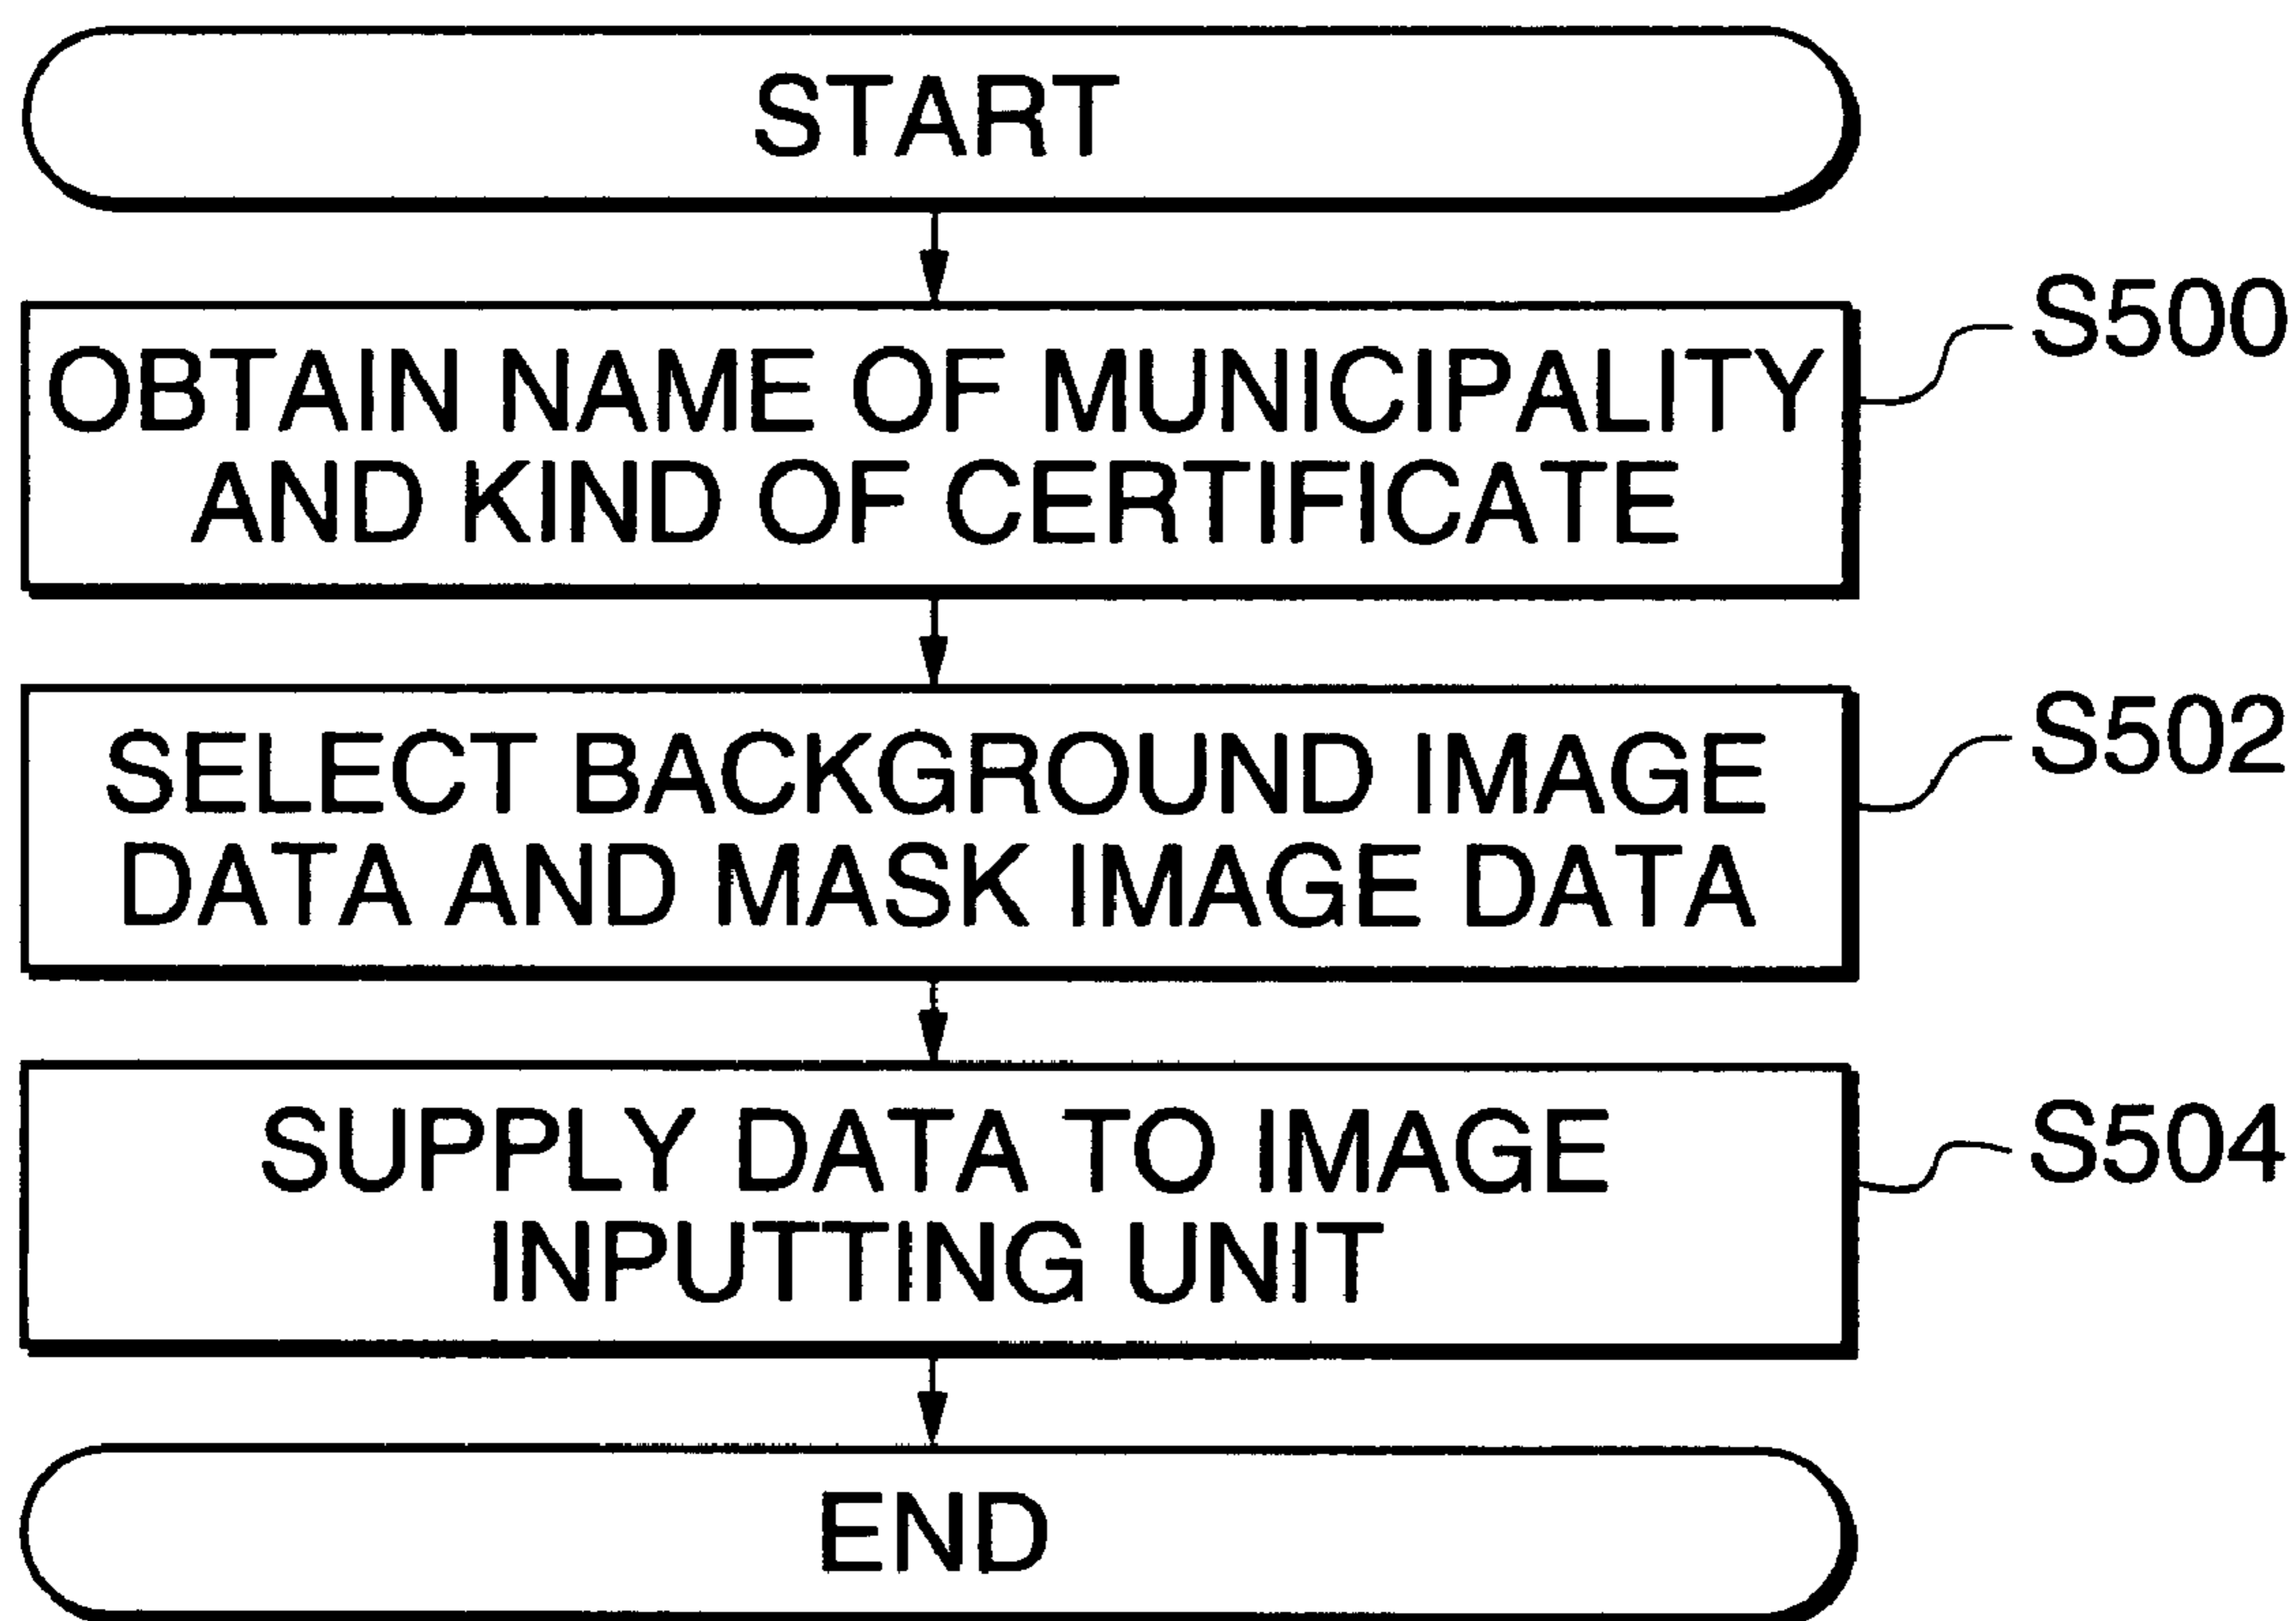 START
S500
OBTAIN NAME OF MUNICIPALITY
AND KIND OF CERTIFICATE
S502
SELECT BACKGROUND IMAGE
DATA AND MASK IMAGE DATA
S504
SUPPLY DATA TO IMAGE
INPUTTING UNIT
END